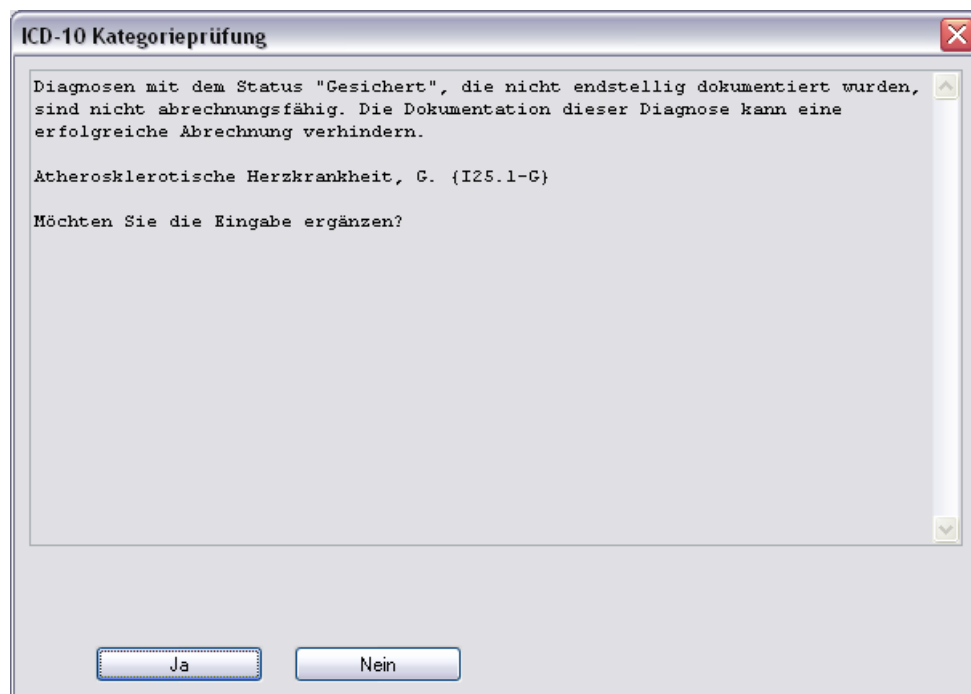 ICD-10 Kategorieprüfung
Diagnosen mit dem Status "Gesichert", die nicht endstellig dokumentiert wurden,
sind nicht abrechnungsfähig. Die Dokumentation dieser Diagnose kann eine
erfolgreiche Abrechnung verhindern.
Atherosklerotische Herzkrankheit, G. {I25.1-G}
Möchten Sie die Eingabe ergänzen?
Ja
Nein